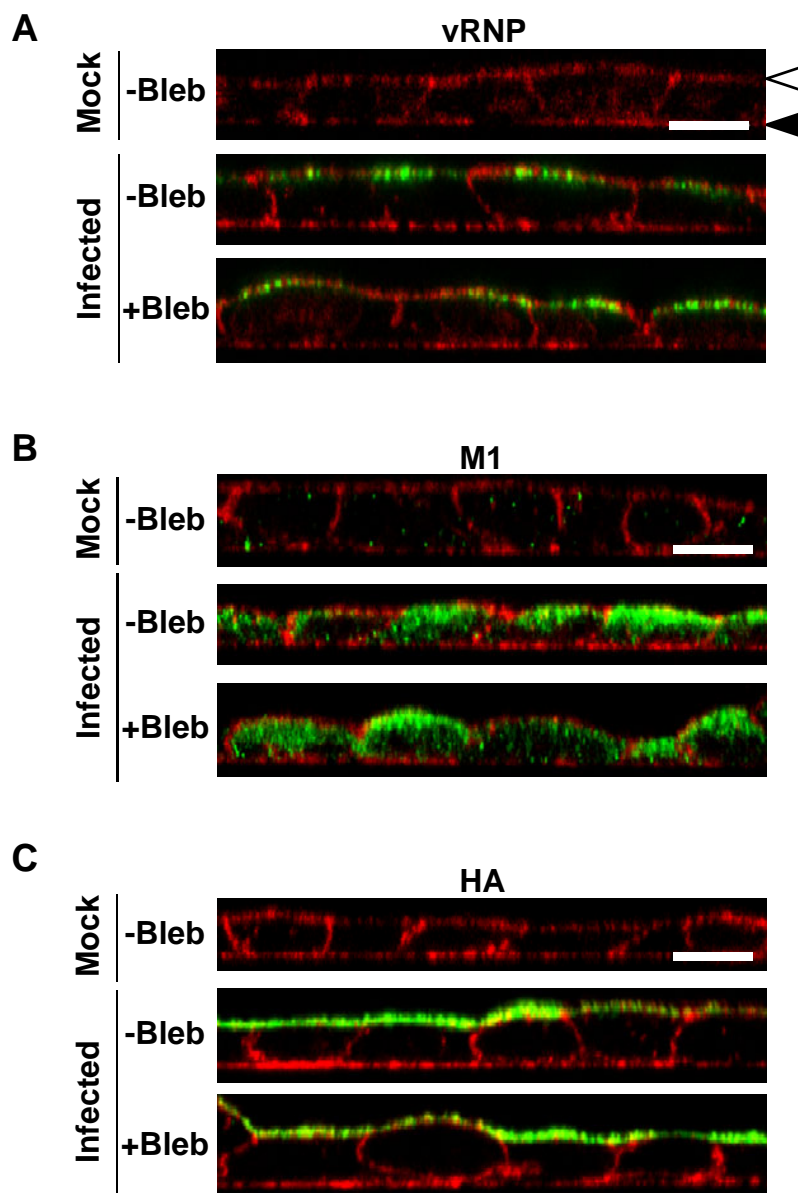 A
vRNP
Mock
-Bleb
Infected
-Bleb
+Bleb
B
M1
Mock
-Bleb
Infected
-Bleb
+Bleb
C
HA
Mock
-Bleb
Infected
-Bleb
+Bleb